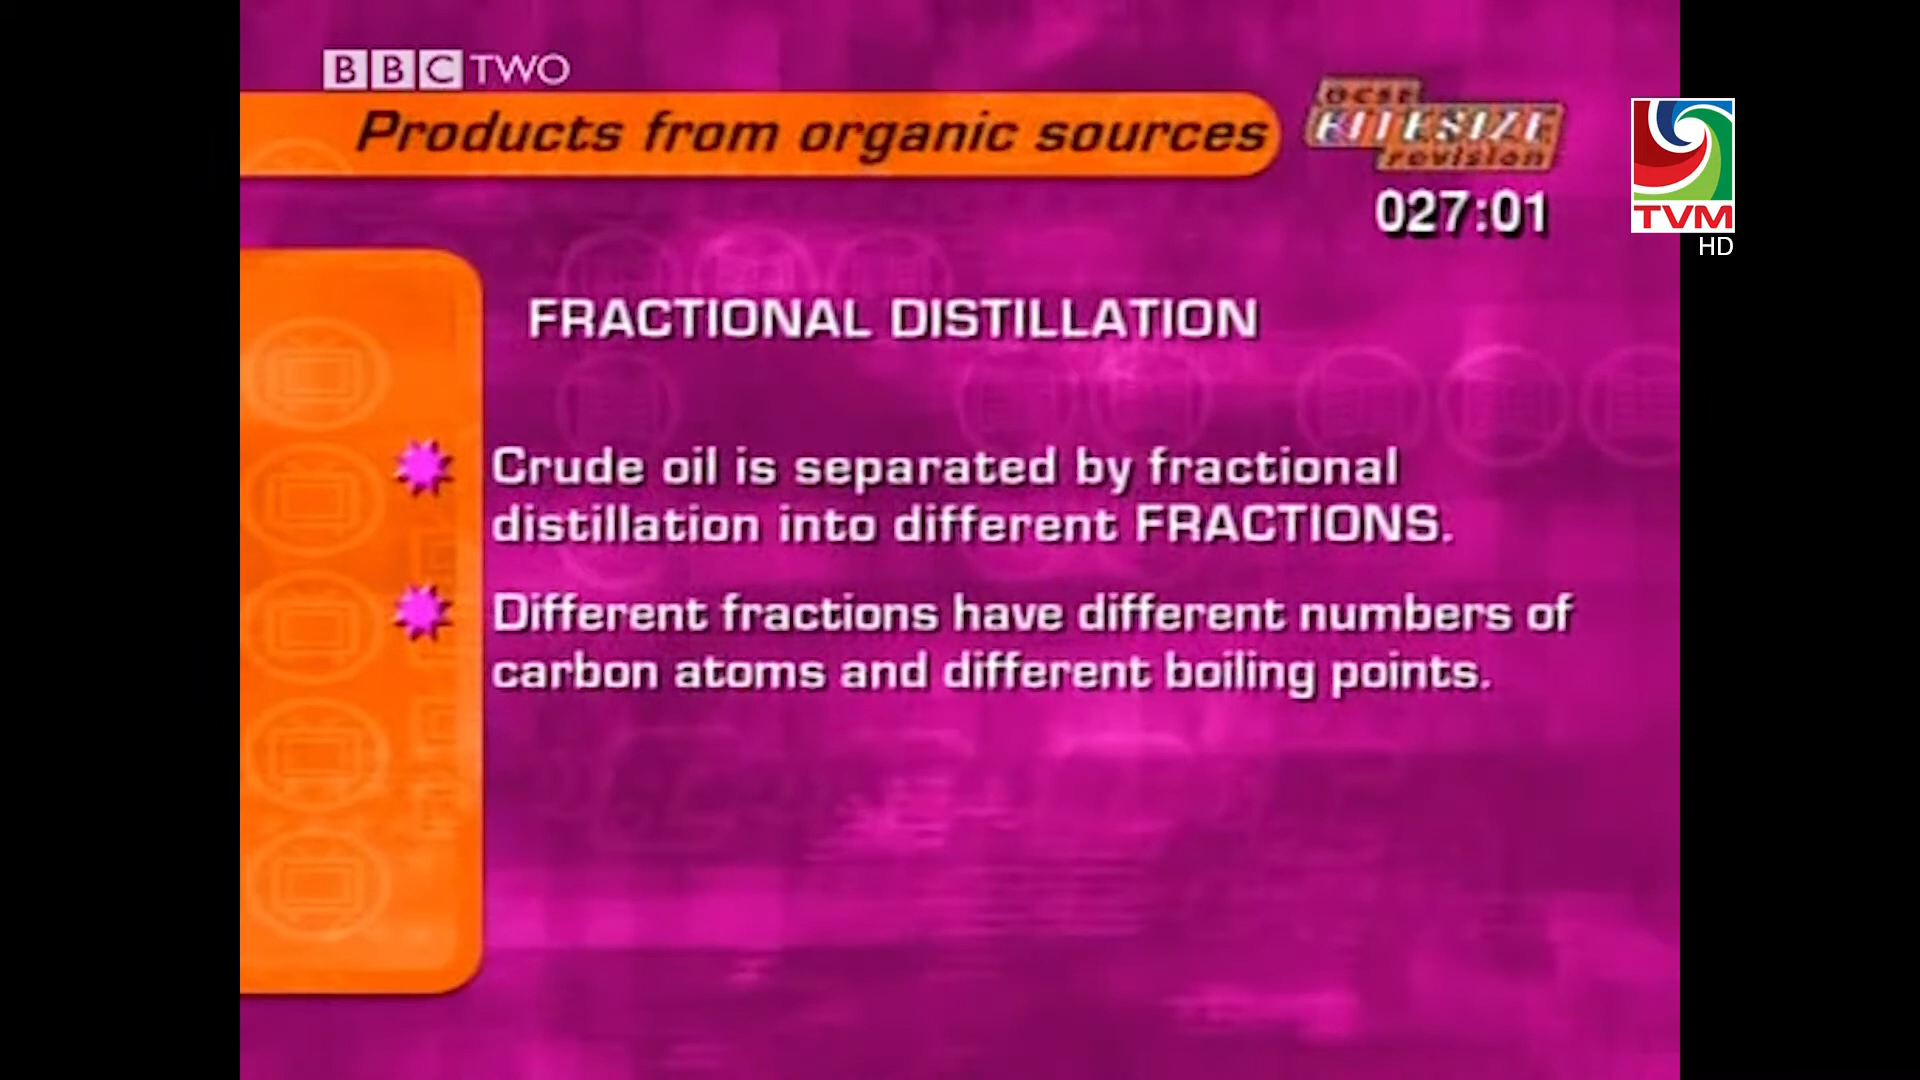 BBC TWO
Products from organic sources
GCSE
BITESIZE
revision
027:01
TVM
HD
FRACTIONAL DISTILLATION
Crude oil is separated by fractional
distillation into different FRACTIONS.
Different fractions have different numbers of
carbon atoms and different boiling points.